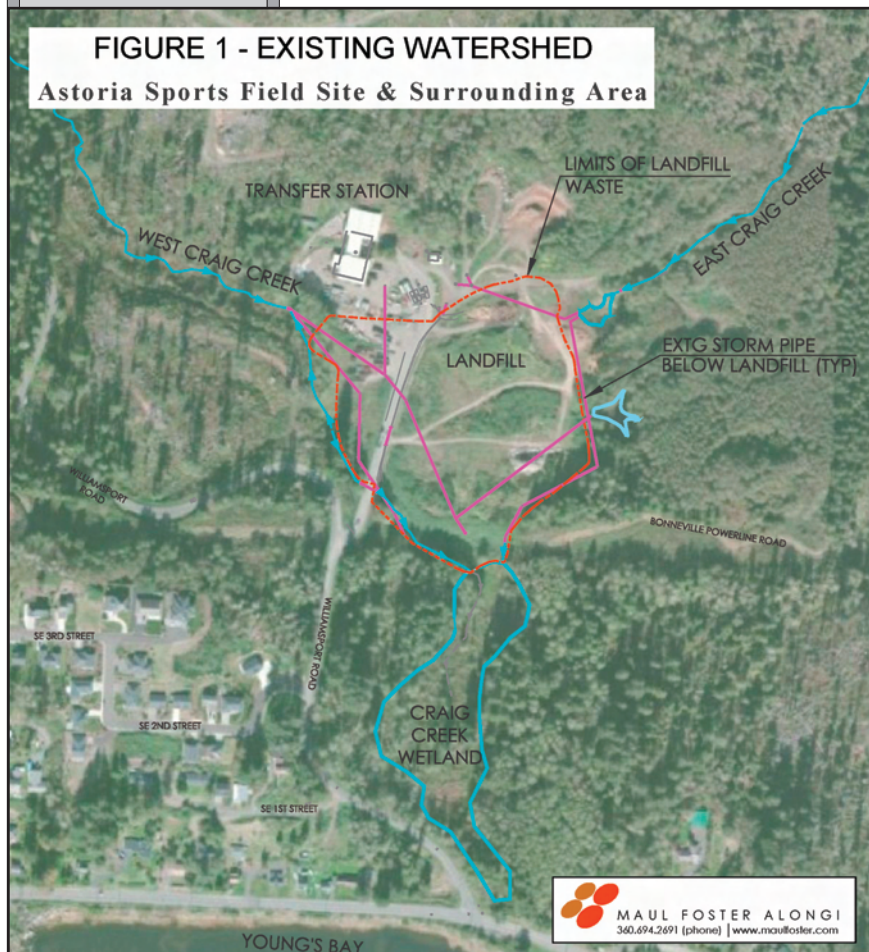 FIGURE 1 - EXISTING WATERSHED
Astoria Sports Field Site & Surrounding Area
LIMITS OF LANDFILL
WASTE
TRANSFER STATION
EAST CRAIG CREEK
WEST CRAIG CREEK
LANDFILL
EXTG STORM PIPE
BELOW LANDFILL (TYP)
WILLIAMSPORT
ROAD
BONNEVILLE POWERLINE ROAD
WILLIAMSPORT ROAD
SE 3RD STREET
SE 2ND STREET
CRAIG
CREEK
WETLAND
SE 1ST STREET
MAUL FOSTER ALONGI
360.694.2691 (phone) | www.maulfoster.com
YOUNG'S BAY